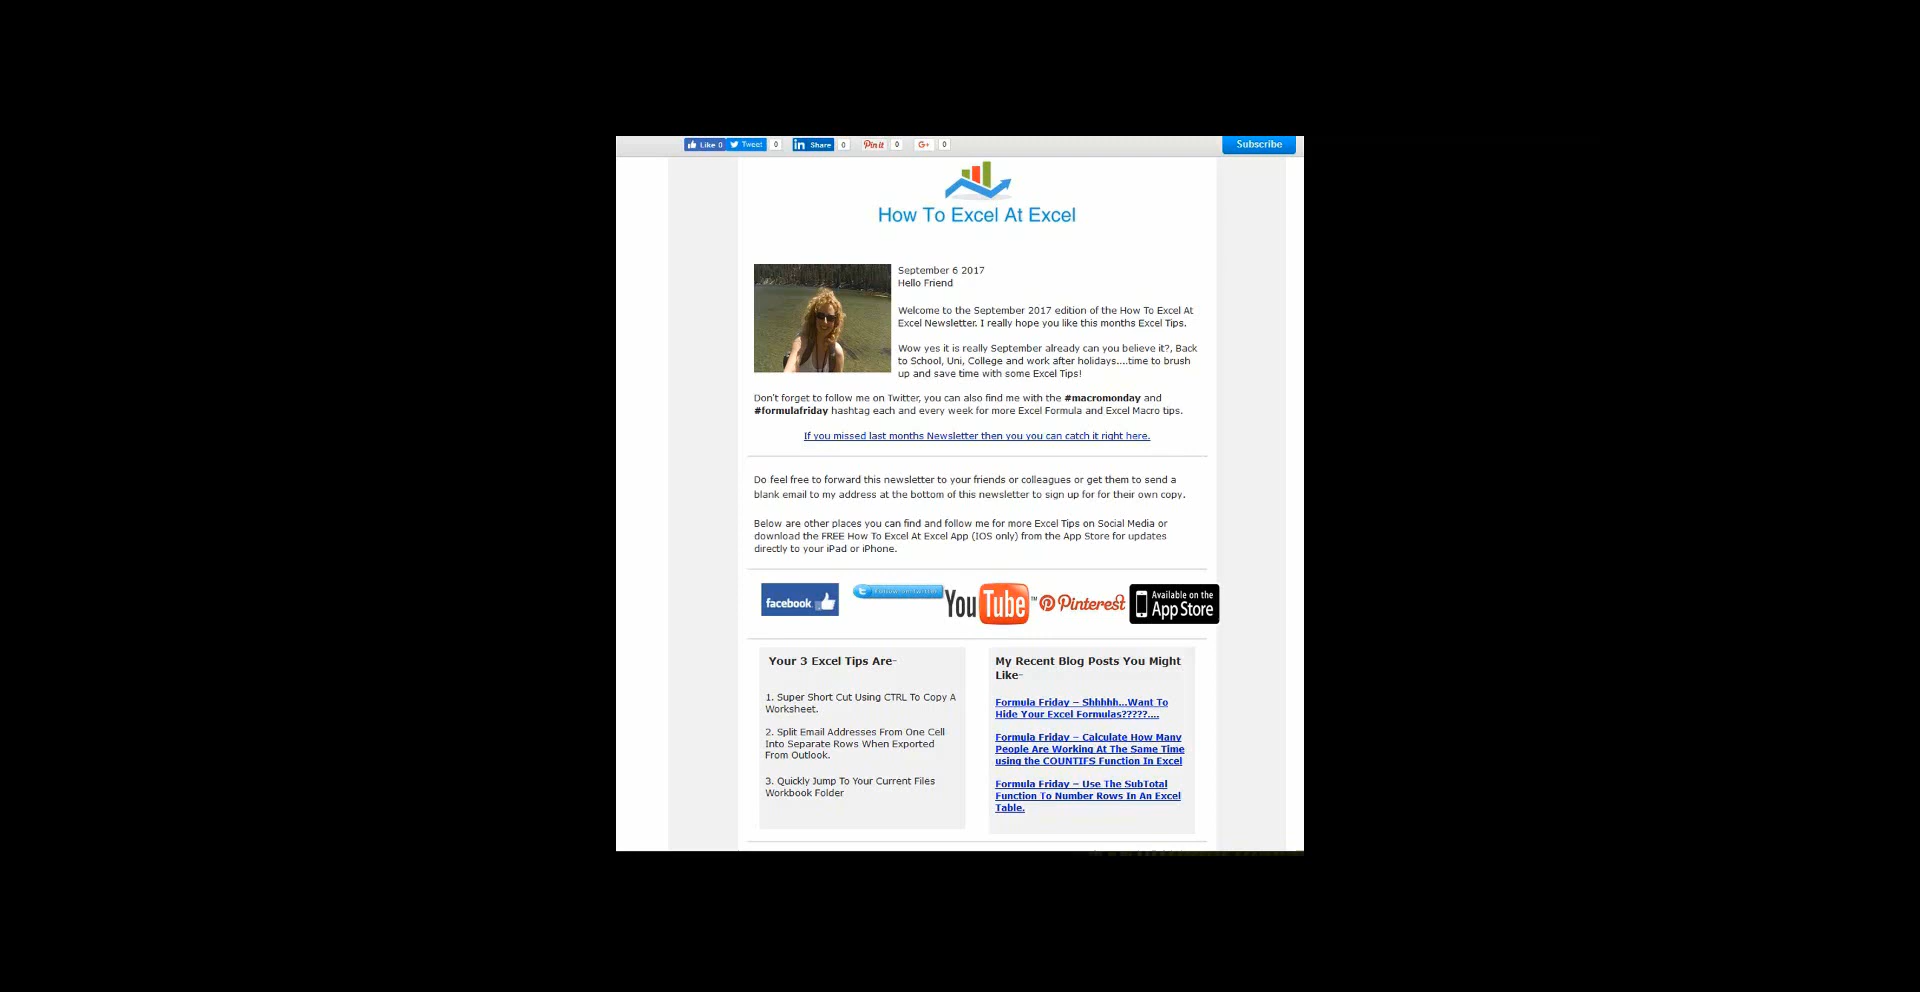 Like 0 Tweet 0 in Share 0 Pin it 0 G+ 0 Subscribe
How To Excel At Excel
September 6 2017
Hello Friend
Welcome to the September 2017 edition of the How To Excel At
Excel Newsletter. I really hope you like this months Excel Tips.
Wow yes it is really September already can you believe it?, Back
to School, Uni, College and work after holidays....time to brush
up and save time with some Excel Tips!
Don't forget to follow me on Twitter, you can also find me with the #macromonday and
#formulafriday hashtag each and every week for more Excel Formula and Excel Macro tips.
If you missed last months Newsletter then you you can catch it right here.
Do feel free to forward this newsletter to your friends or colleagues or get them to send a
blank email to my address at the bottom of this newsletter to sign up for for their own copy.
Below are other places you can find and follow me for more Excel Tips on Social Media or
download the FREE How To Excel At Excel App (IOS only) from the App Store for updates
directly to your iPad or iPhone.
facebook Follow on Twitter YouTube™ Pinterest Available on the
App Store
Your 3 Excel Tips Are-
1. Super Short Cut Using CTRL To Copy A
Worksheet.
2. Split Email Addresses From One Cell
Into Separate Rows When Exported
From Outlook.
3. Quickly Jump To Your Current Files
Workbook Folder
My Recent Blog Posts You Might
Like-
Formula Friday – Shhhhh...Want To
Hide Your Excel Formulas?????....
Formula Friday – Calculate How Many
People Are Working At The Same Time
using the COUNTIFS Function In Excel
Formula Friday – Use The SubTotal
Function To Number Rows In An Excel
Table.